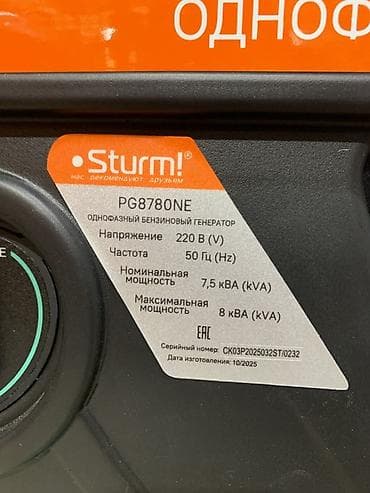 ОДНОФ
Sturm!®
нас рекомендуют друзьям
PG8780NE
ОДНОФАЗНЫЙ БЕНЗИНОВЫЙ ГЕНЕРАТОР
Напряжение 220 В (V)
Частота 50 Гц (Hz)
Номинальная
мощность 7,5 кВА (kVA)
Максимальная
мощность 8 кВА (kVA)
EAC
Серийный номер: CK03P2025032ST/0232
Дата изготовления: 10/2025
E